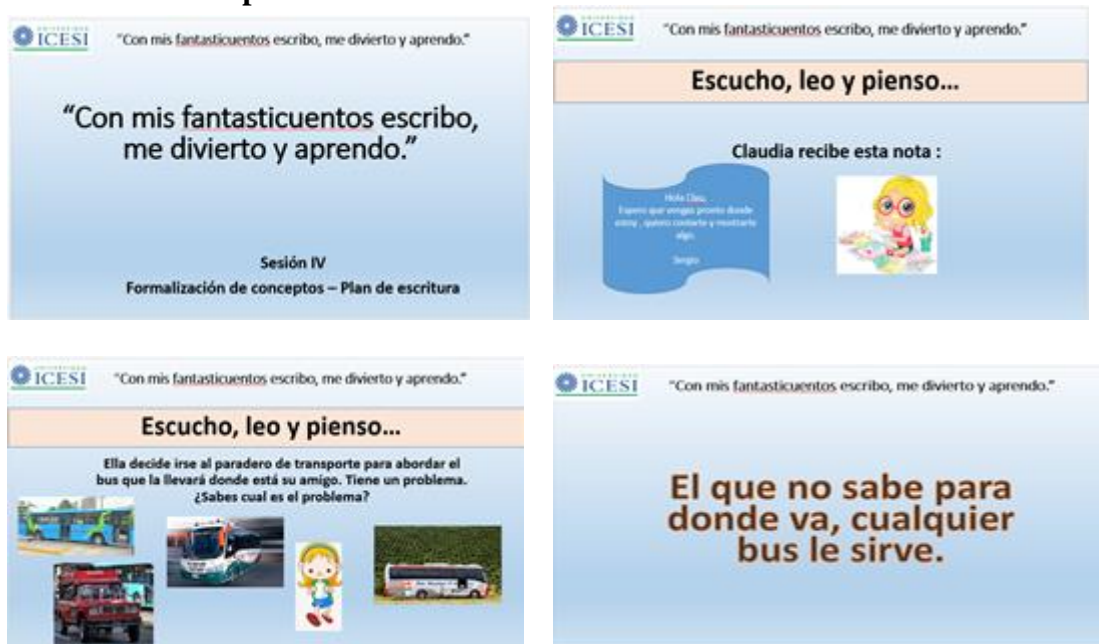 UNIVERSIDAD
ICESI
"Con mis fantasticuentos escribo, me divierto y aprendo."
"Con mis fantasticuentos escribo,
me divierto y aprendo."
Sesión IV
Formalización de conceptos – Plan de escritura
ICESI
"Con mis fantasticuentos escribo, me divierto y aprendo."
Escucho, leo y pienso...
Claudia recibe esta nota :
Hola Clau.
Espero que vengas pronto donde
estoy , quiero contarte y mostrarte
algo.
Sergio
UNIVERSIDAD
ICESI
"Con mis fantasticuentos escribo, me divierto y aprendo."
Escucho, leo y pienso...
Ella decide irse al paradero de transporte para abordar el
bus que la llevará donde está su amigo. Tiene un problema.
¿Sabes cual es el problema?
UNIVERSIDAD
ICESI
"Con mis fantasticuentos escribo, me divierto y aprendo."
El que no sabe para
donde va, cualquier
bus le sirve.